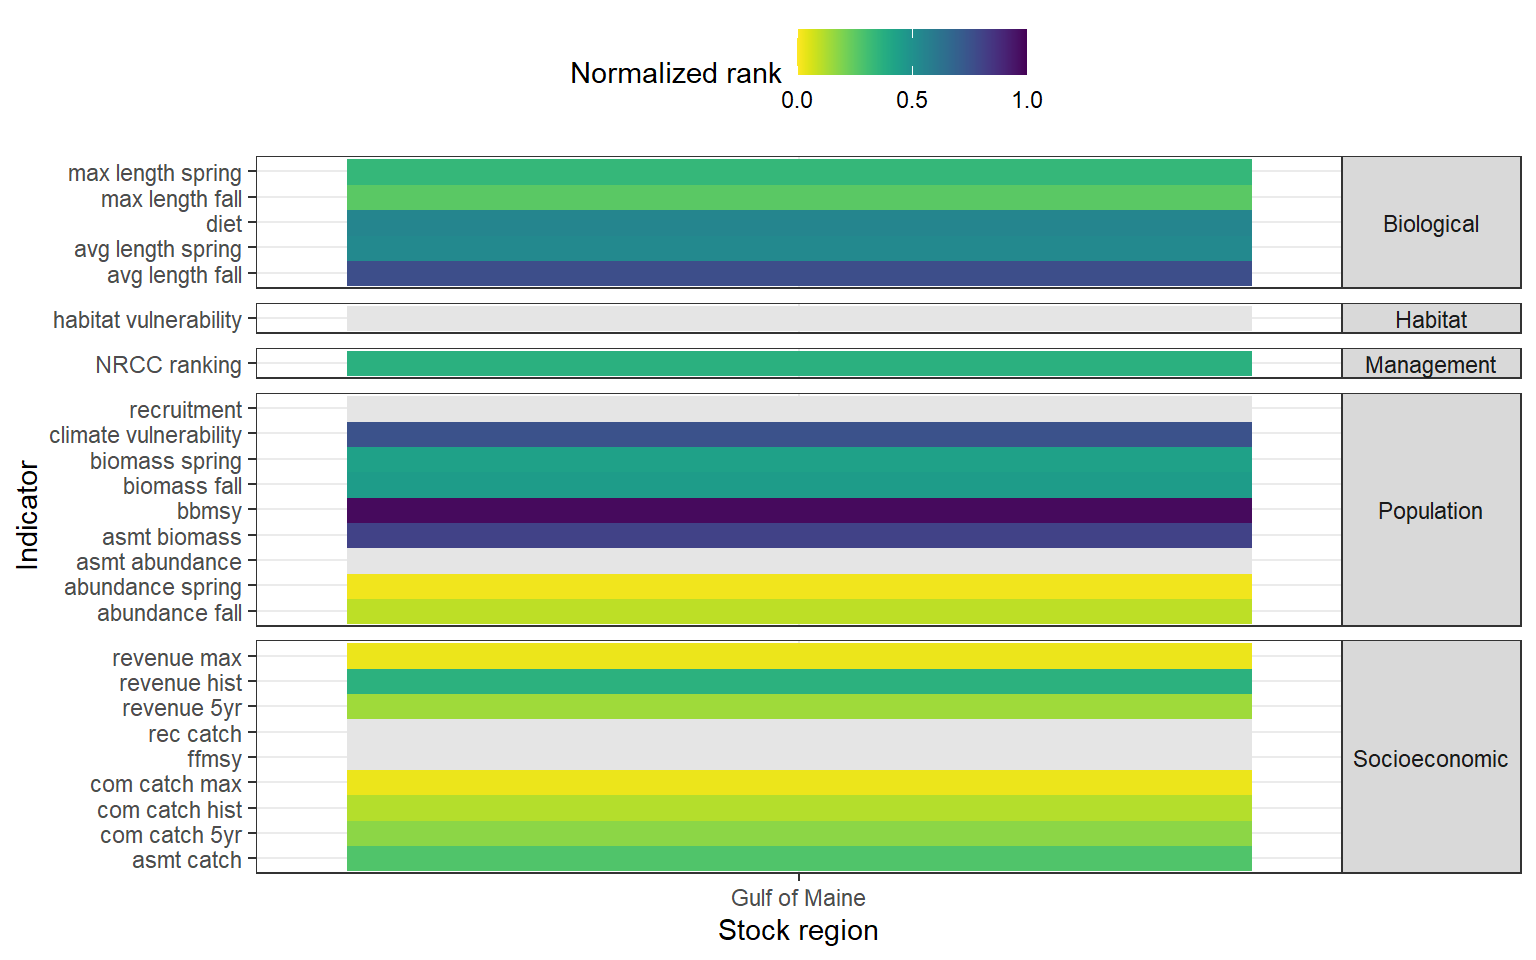 Normalized rank
0.0 0.5 1.0
max length spring
max length fall
diet
avg length spring
avg length fall
Biological
habitat vulnerability
Habitat
NRCC ranking
Management
recruitment
climate vulnerability
biomass spring
biomass fall
bbmsy
asmt biomass
asmt abundance
abundance spring
abundance fall
Population
revenue max
revenue hist
revenue 5yr
rec catch
ffmsy
com catch max
com catch hist
com catch 5yr
asmt catch
Socioeconomic
Indicator
Gulf of Maine
Stock region